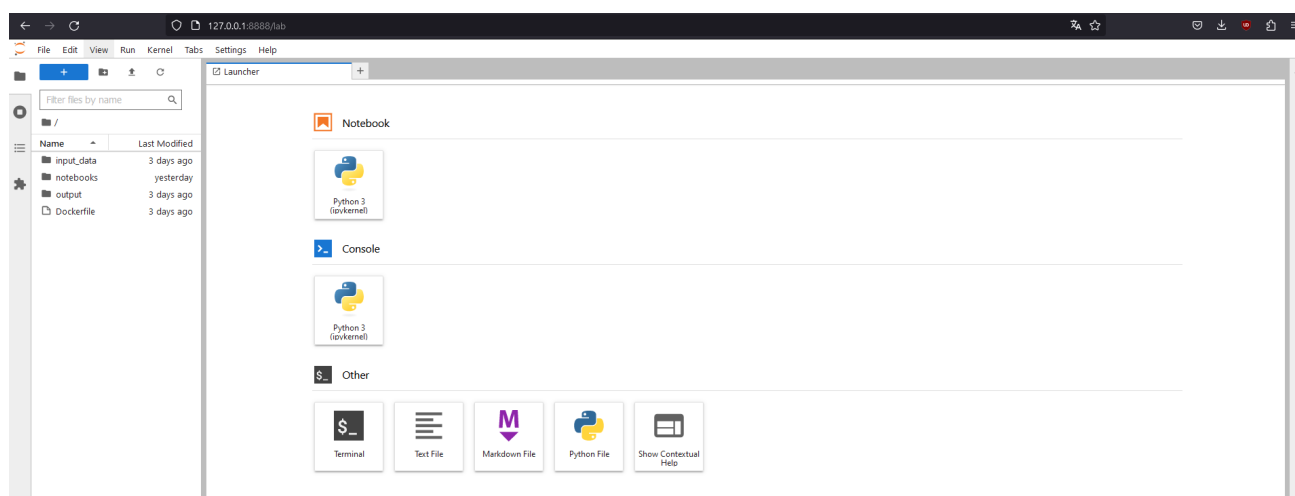 127.0.0.1:8888/lab
File Edit View Run Kernel Tabs Settings Help
Launcher
Filter files by name
/
Name Last Modified
input_data 3 days ago
notebooks yesterday
output 3 days ago
Dockerfile 3 days ago
Notebook
Python 3
(ipykernel)
Console
Python 3
(ipykernel)
$_ Other
$_
Terminal
Text File
M
Markdown File
Python File
Show Contextual
Help